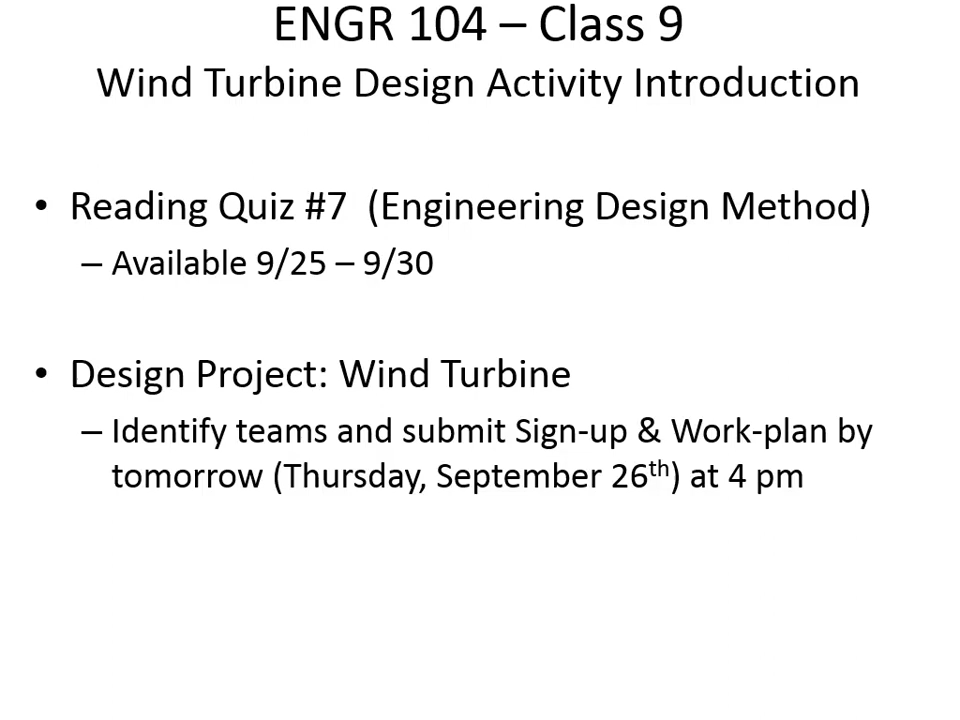 ENGR 104 – Class 9
Wind Turbine Design Activity Introduction
• Reading Quiz #7 (Engineering Design Method)
– Available 9/25 – 9/30
• Design Project: Wind Turbine
– Identify teams and submit Sign-up & Work-plan by
tomorrow (Thursday, September 26th) at 4 pm